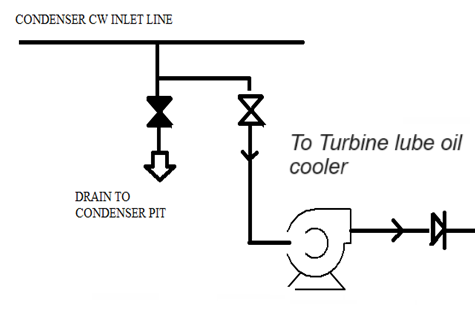 CONDENSER CW INLET LINE
To Turbine lube oil
cooler
DRAIN TO
CONDENSER PIT